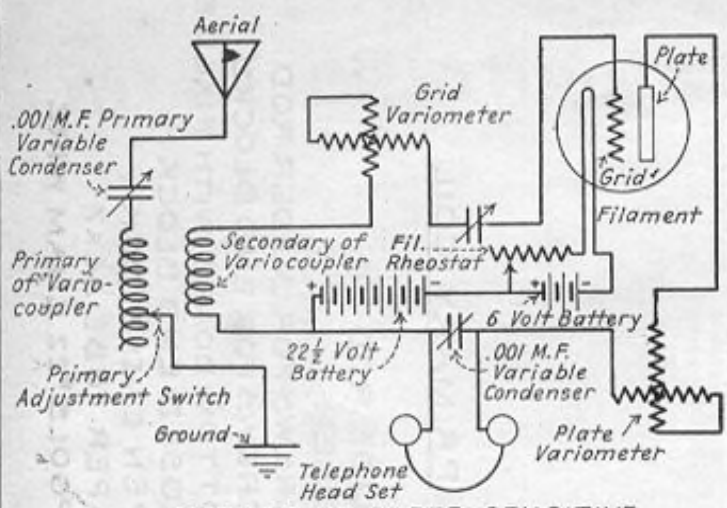 Aerial
.001 M.F. Primary
Variable
Condenser
Grid
Variometer
Plate
Grid
Filament
Primary
of "Vario-
coupler
Secondary of
Variocoupler
Fil.
Rheostat
+
-
+
-
6 Volt Battery
22½ Volt
Battery
.001 M.F.
Variable
Condenser
Primary
Adjustment Switch
Ground
Telephone
Head Set
Plate
Variometer